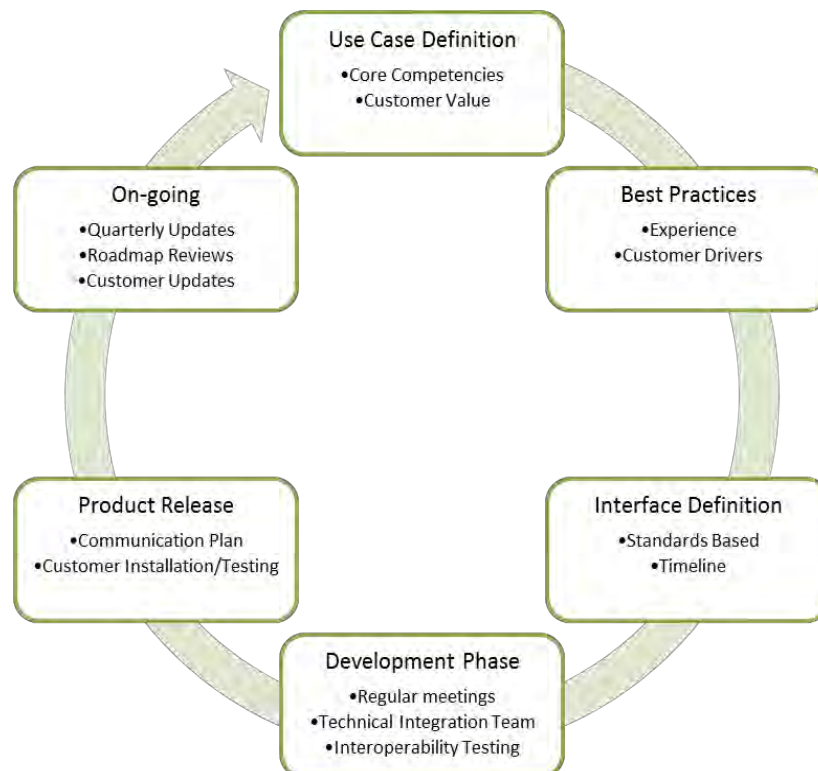 Use Case Definition
•Core Competencies
•Customer Value
Best Practices
•Experience
•Customer Drivers
Interface Definition
•Standards Based
•Timeline
Development Phase
•Regular meetings
•Technical Integration Team
•Interoperability Testing
Product Release
•Communication Plan
•Customer Installation/Testing
On-going
•Quarterly Updates
•Roadmap Reviews
•Customer Updates